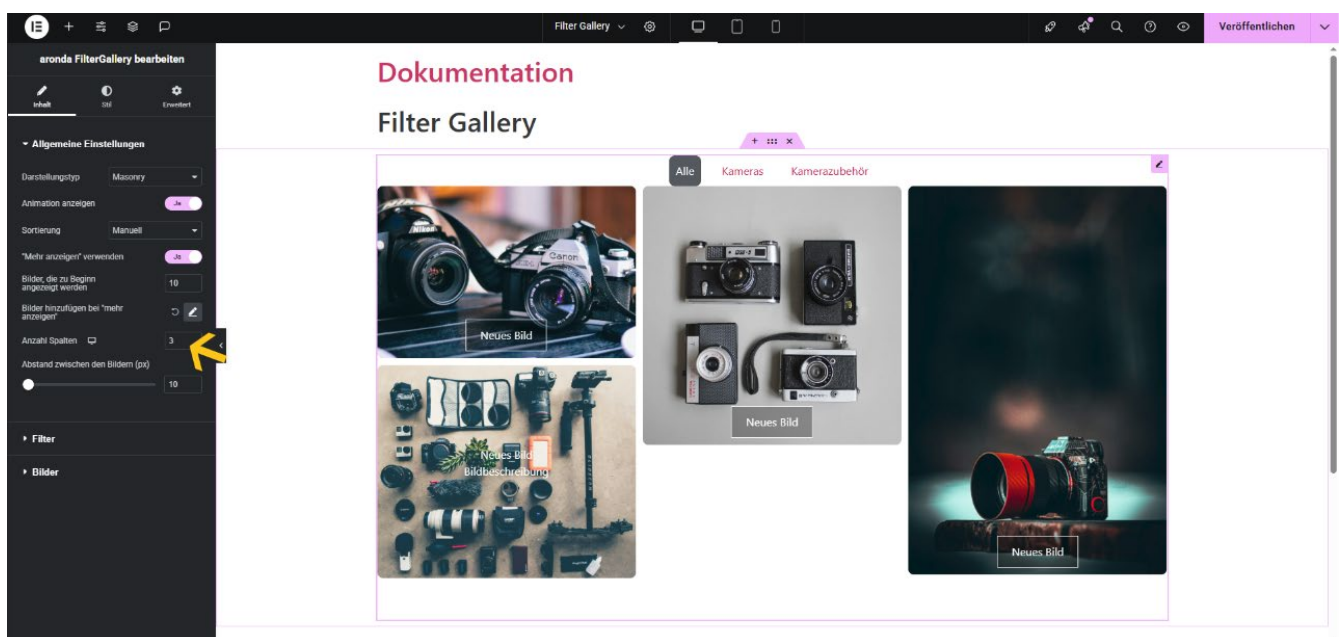 Filter Gallery
Veröffentlichen
aronda FilterGallery bearbeiten
Inhalt
Stil
Erweitert
Allgemeine Einstellungen
Darstellungstyp
Masonry
Animation anzeigen
Ja
Sortierung
Manuell
"Mehr anzeigen" verwenden
Ja
Bilder, die zu Beginn
angezeigt werden
10
Bilder hinzufügen bei "mehr
anzeigen"
Anzahl Spalten
3
Abstand zwischen den Bildern (px)
10
Filter
Bilder
Dokumentation
Filter Gallery
Alle
Kameras
Kamerazubehör
Nikon
Canon
Neues Bild
Neues Bild
Bildbeschreibung
Neues Bild
Neues Bild